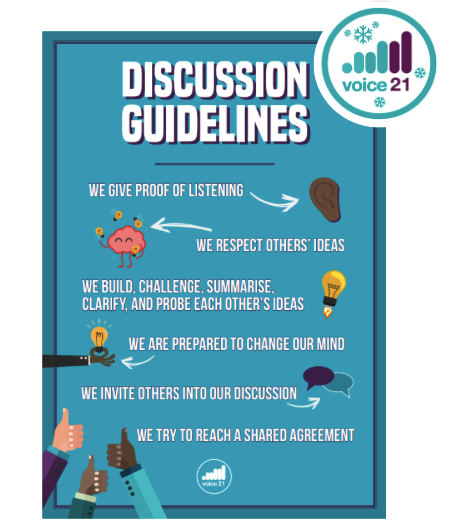 voice 21
DISCUSSION
GUIDELINES
WE GIVE PROOF OF LISTENING
WE RESPECT OTHERS' IDEAS
WE BUILD, CHALLENGE, SUMMARISE,
CLARIFY, AND PROBE EACH OTHER'S IDEAS
WE ARE PREPARED TO CHANGE OUR MIND
WE INVITE OTHERS INTO OUR DISCUSSION
WE TRY TO REACH A SHARED AGREEMENT
voice 21